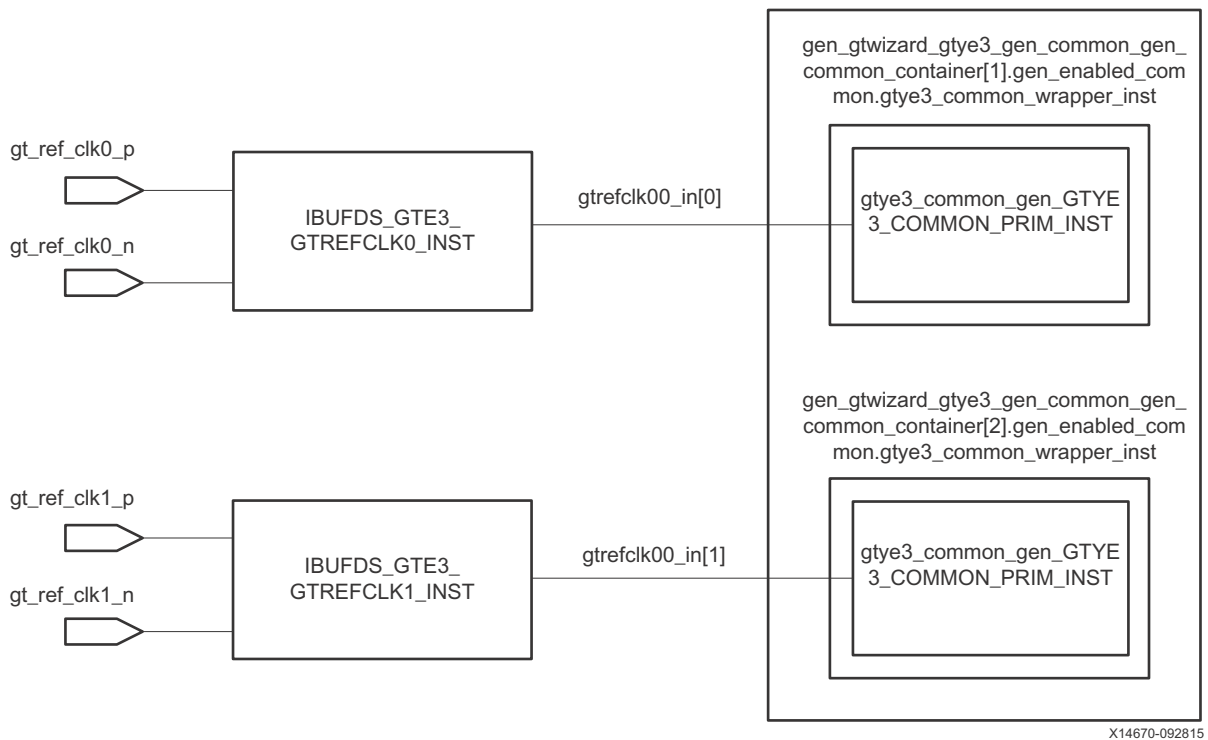 gen_gtwizard_gtye3_gen_common_gen_
common_container[1].gen_enabled_com
mon.gtye3_common_wrapper_inst
gt_ref_clk0_p
gt_ref_clk0_n
IBUFDS_GTE3_
GTREFCLK0_INST
gtrefclk00_in[0]
gtye3_common_gen_GTYE
3_COMMON_PRIM_INST
gen_gtwizard_gtye3_gen_common_gen_
common_container[2].gen_enabled_com
mon.gtye3_common_wrapper_inst
gt_ref_clk1_p
gt_ref_clk1_n
IBUFDS_GTE3_
GTREFCLK1_INST
gtrefclk00_in[1]
gtye3_common_gen_GTYE
3_COMMON_PRIM_INST
X14670-092815